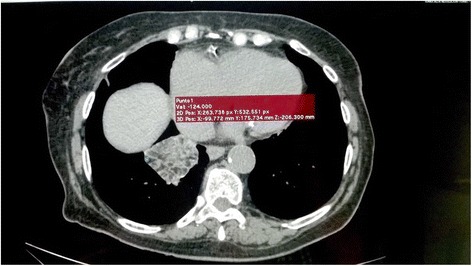 Punto1
Val: -124.000
2D Pos: X:263.738 px Y:532.551 px
3D Pos: X:-99.772 mm Y:175.734 mm Z:-206.300 mm